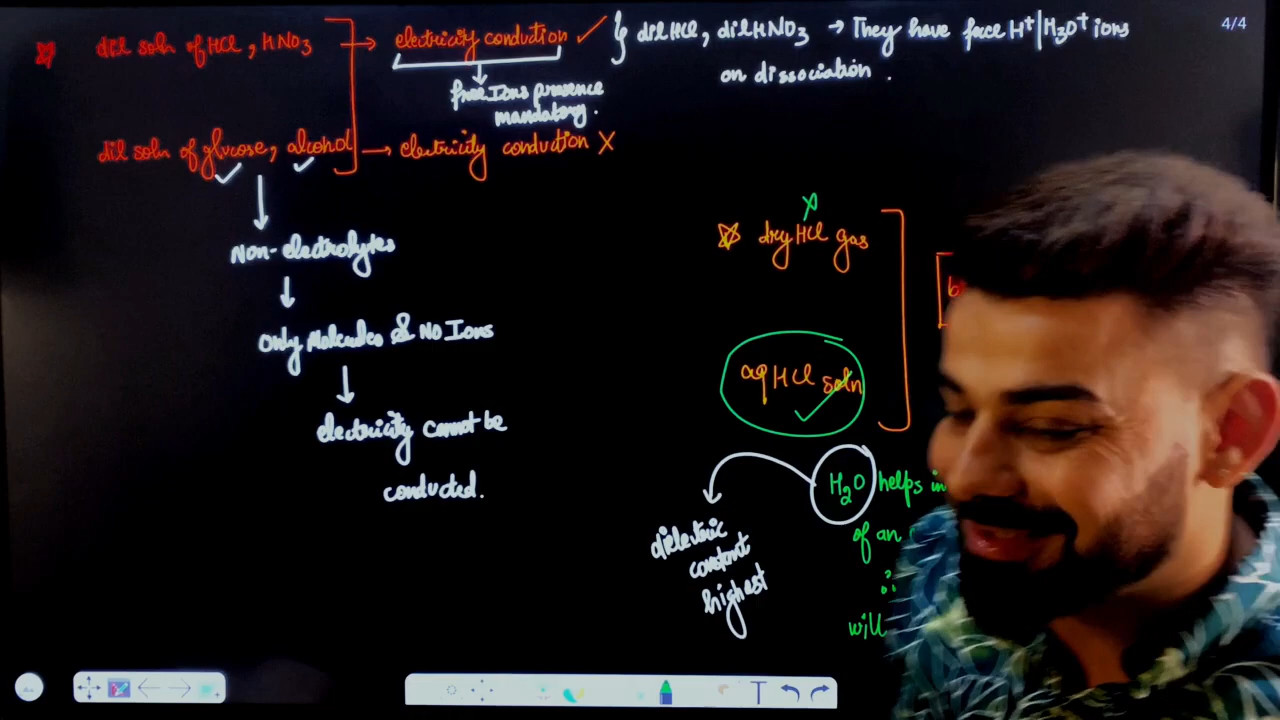 dil soln of HCl, HNO3 → electricity conduction ✓
free Ions presence
mandatory.
dil HCl, dil HNO3 → They have free H+/H3O+ ions
on dissociation.
4/4
dil soln of glucose, alcohol → electricity conduction X
Non-electrolytes
Only Molecules & No Ions
electricity cannot be
conducted.
dry HCl gas
aq HCl soln
H2O helps in
of an
will
dielectric
constant
highest
T